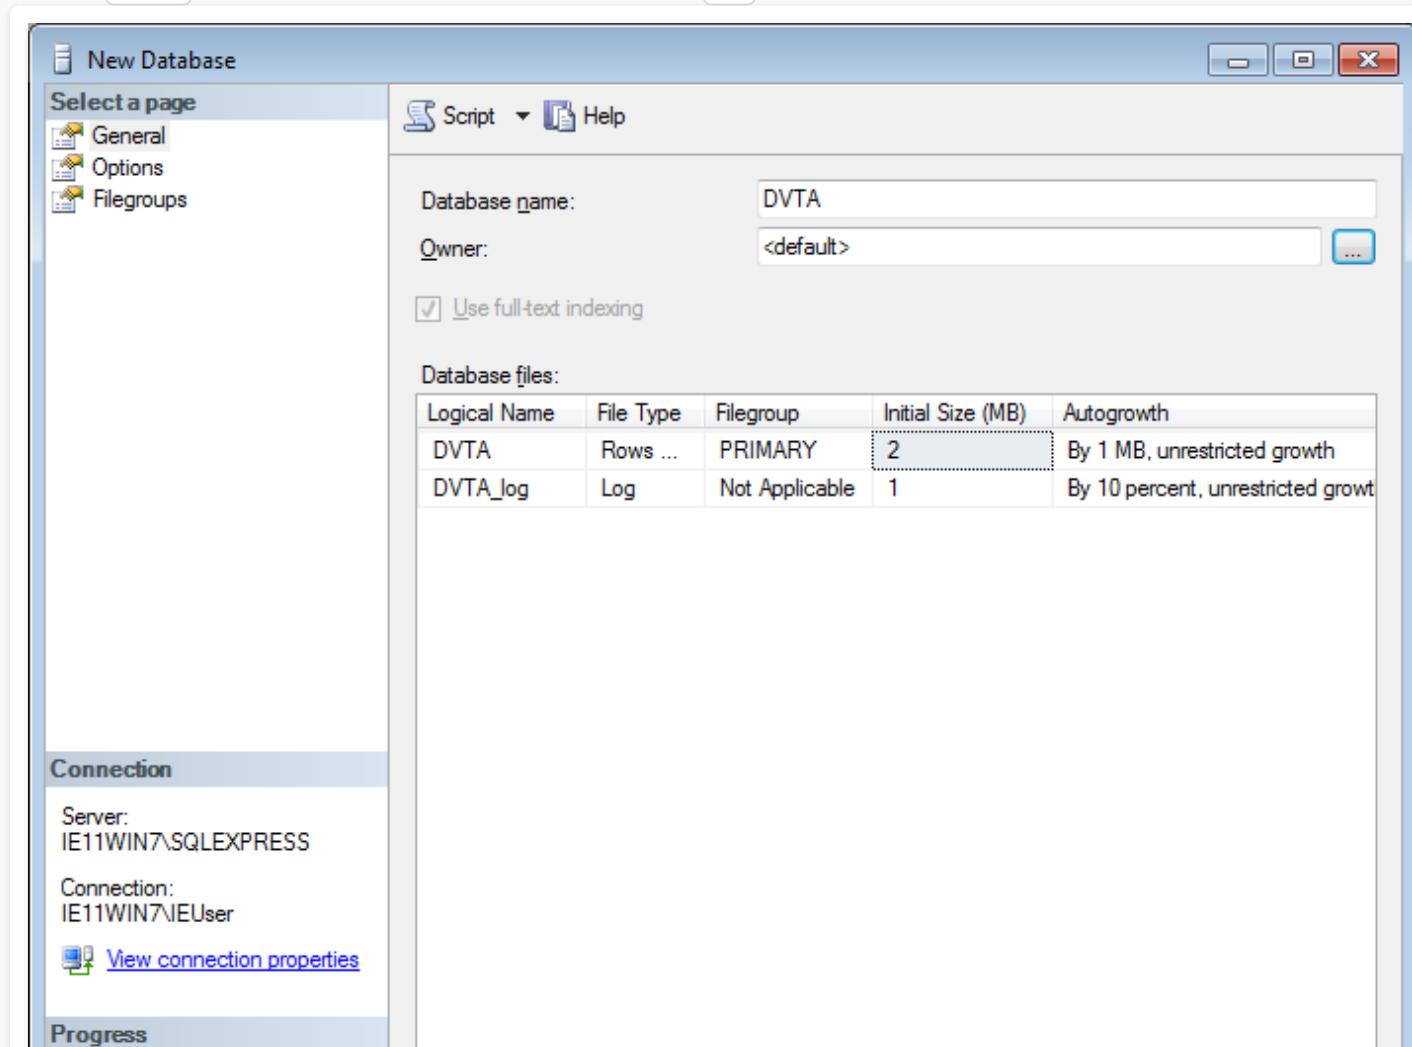 New Database
Select a page
General
Options
Filegroups
Script
Help
Database name:
DVTA
Owner:
<default>
...
Use full-text indexing
Database files:
Logical Name File Type Filegroup Initial Size (MB) Autogrowth
DVTA Rows ... PRIMARY 2 By 1 MB, unrestricted growth
DVTA_log Log Not Applicable 1 By 10 percent, unrestricted growt
Connection
Server:
IE11WIN7\SQLEXPRESS
Connection:
IE11WIN7\IEUser
View connection properties
Progress